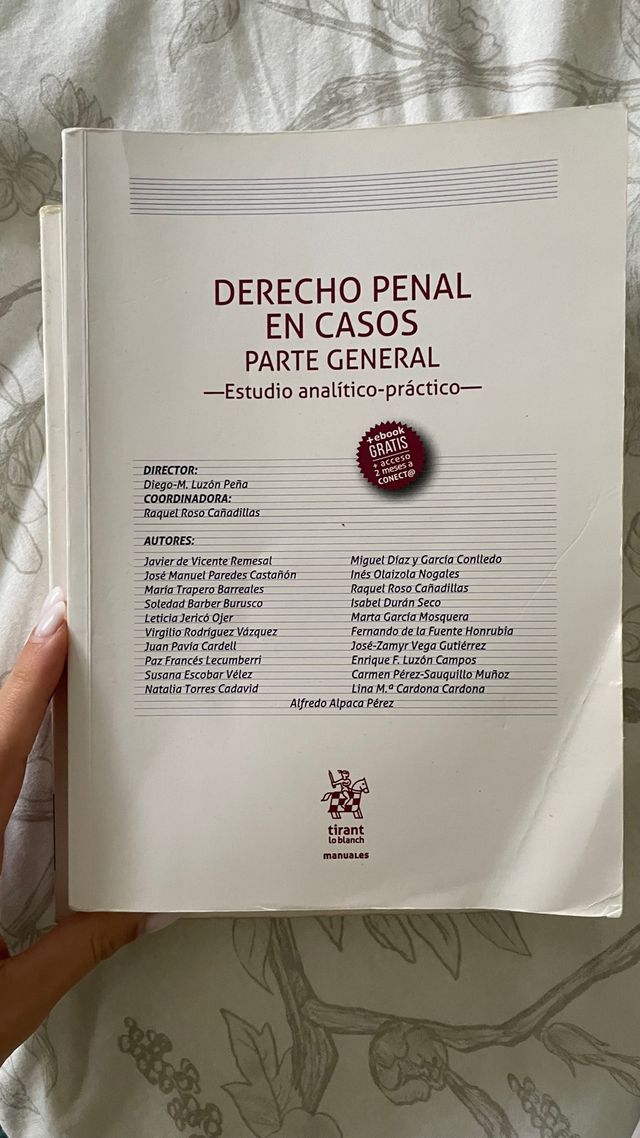 DERECHO PENAL
EN CASOS
PARTE GENERAL
—Estudio analítico-práctico—
+ebook
GRATIS
+ acceso
2 meses a
CONECT@
DIRECTOR:
Diego-M. Luzón Peña
COORDINADORA:
Raquel Roso Cañadillas
AUTORES:
Javier de Vicente Remesal
José Manuel Paredes Castañón
María Trapero Barreales
Soledad Barber Burusco
Leticia Jericó Ojer
Virgilio Rodríguez Vázquez
Juan Pavía Cardell
Paz Francés Lecumberri
Susana Escobar Vélez
Natalia Torres Cadavid
Miguel Díaz y García Conlledo
Inés Olaizola Nogales
Raquel Roso Cañadillas
Isabel Durán Seco
Marta García Mosquera
Fernando de la Fuente Honrubia
José-Zamyr Vega Gutiérrez
Enrique F. Luzón Campos
Carmen Pérez-Sauquillo Muñoz
Lina M.ª Cardona Cardona
Alfredo Alpaca Pérez
tirant
lo blanch
manuales